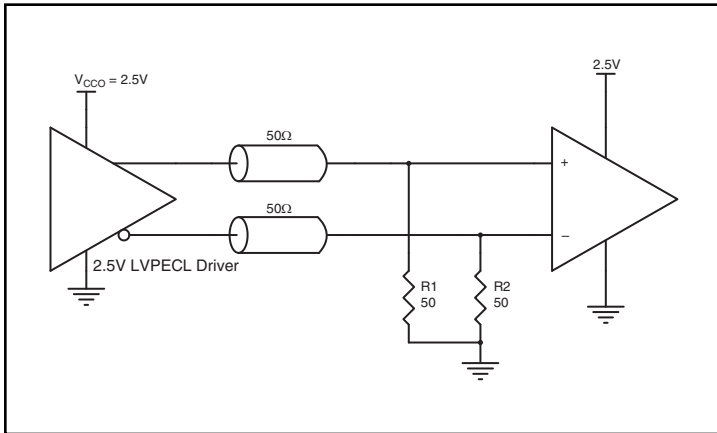 V_CCO = 2.5V
2.5V
50Ω
+
50Ω
−
2.5V LVPECL Driver
R1
50
R2
50